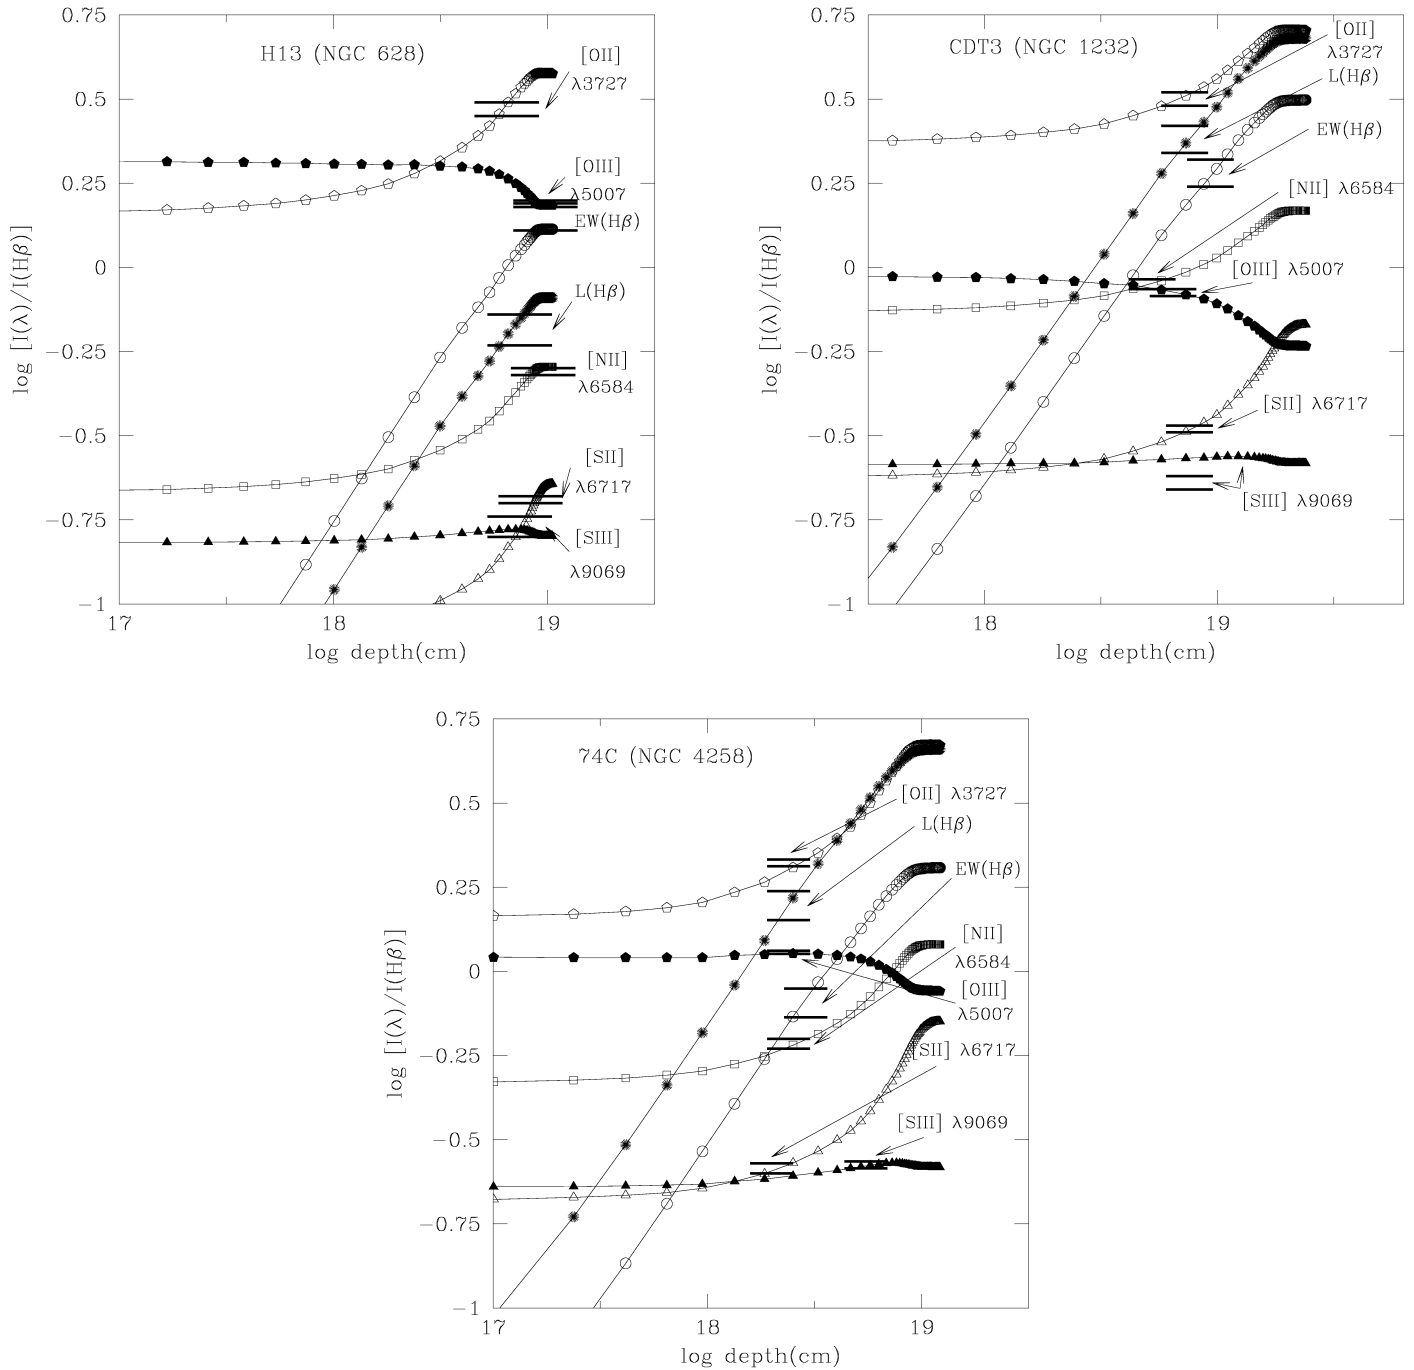 H13 (NGC 628)
[OII]
λ3727
[OIII]
λ5007
EW(Hβ)
L(Hβ)
[NII]
λ6584
[SII]
λ6717
[SIII]
λ9069
0.75
0.5
0.25
0
−0.25
−0.5
−0.75
−1
17
18
19
log [I(λ)/I(Hβ)]
log depth(cm)
CDT3 (NGC 1232)
[OII]
λ3727
L(Hβ)
EW(Hβ)
[NII] λ6584
[OIII] λ5007
[SII] λ6717
[SIII] λ9069
0.75
0.5
0.25
0
−0.25
−0.5
−0.75
−1
18
19
log [I(λ)/I(Hβ)]
log depth(cm)
74C (NGC 4258)
[OII] λ3727
L(Hβ)
EW(Hβ)
[NII]
λ6584
[OIII]
λ5007
[SII] λ6717
[SIII] λ9069
0.75
0.5
0.25
0
−0.25
−0.5
−0.75
−1
17
18
19
log [I(λ)/I(Hβ)]
log depth(cm)